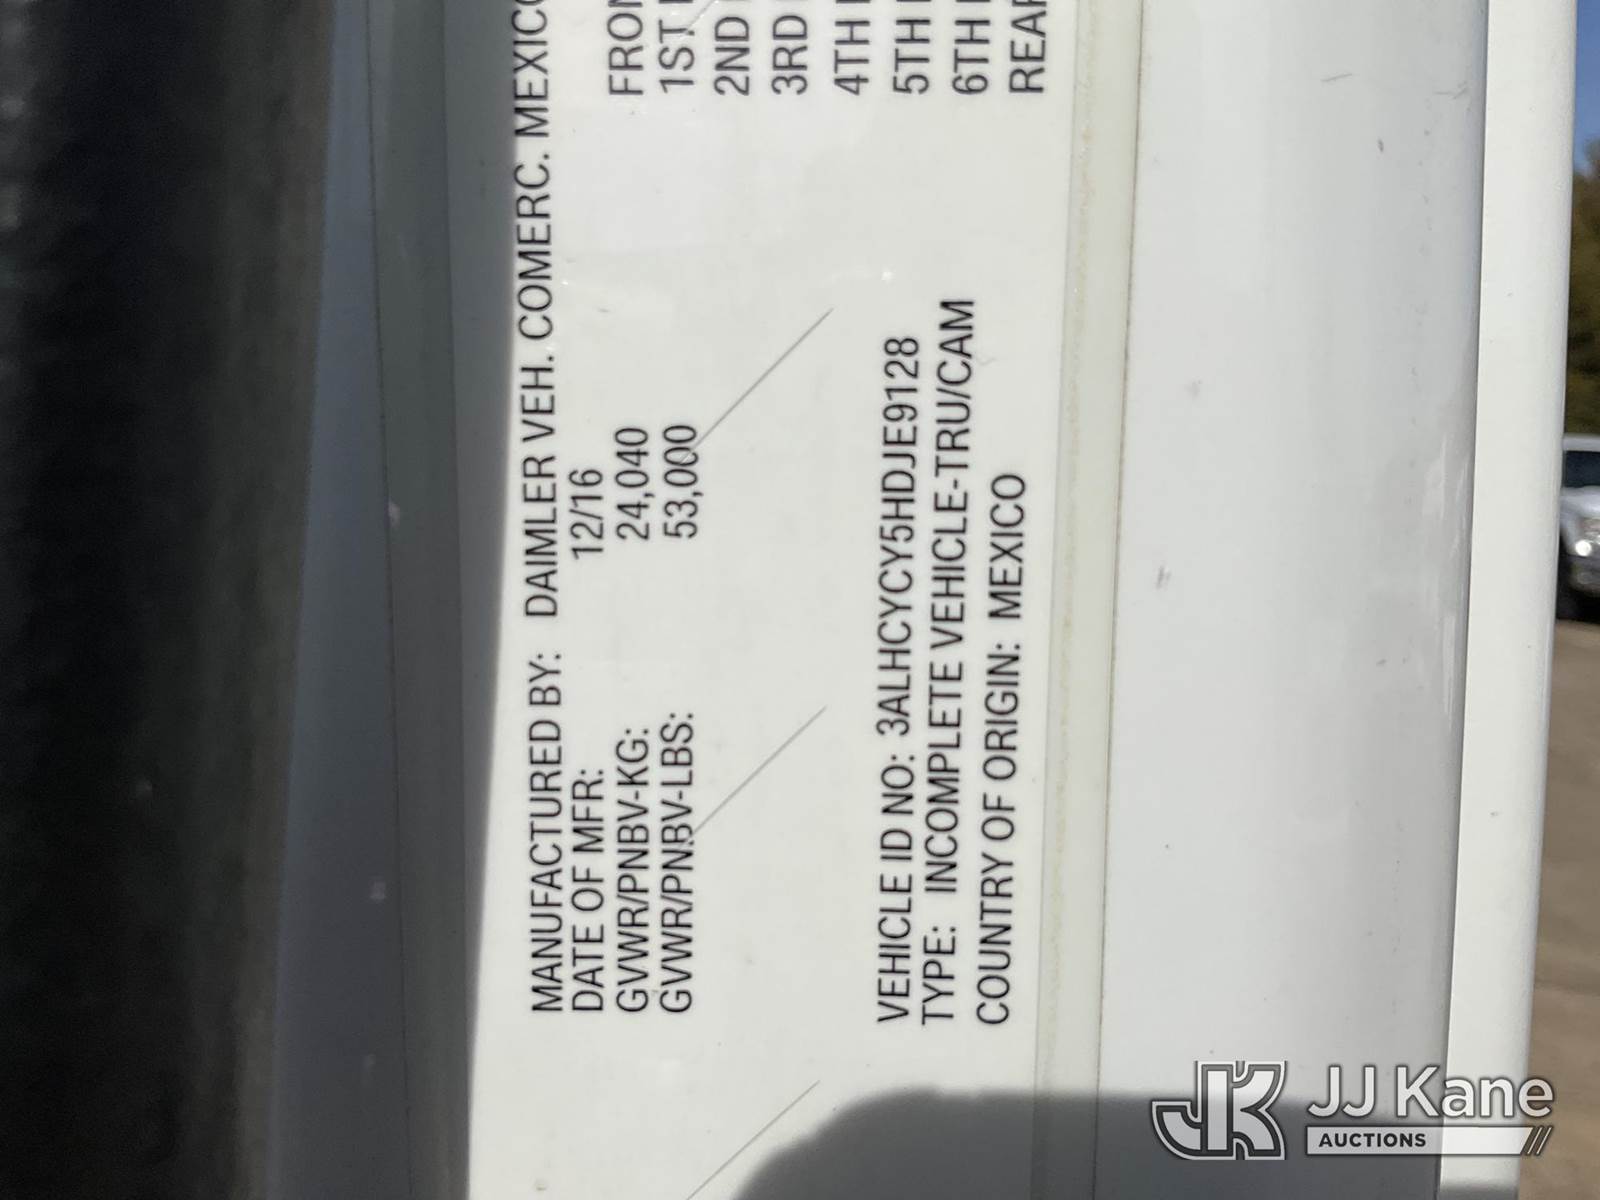 MANUFACTURED BY: DAIMLER VEH. COMERC. MEXICO
DATE OF MFR: 12/16
GVWR/PNBV-KG: 24,040
GVWR/PNBV-LBS: 53,000
VEHICLE ID NO: 3ALHCYCY5HDJE9128
TYPE: INCOMPLETE VEHICLE-TRU/CAM
COUNTRY OF ORIGIN: MEXICO
FRON
1ST
2ND
3RD
4TH
5TH
6TH
REAR
JK JJ Kane
AUCTIONS